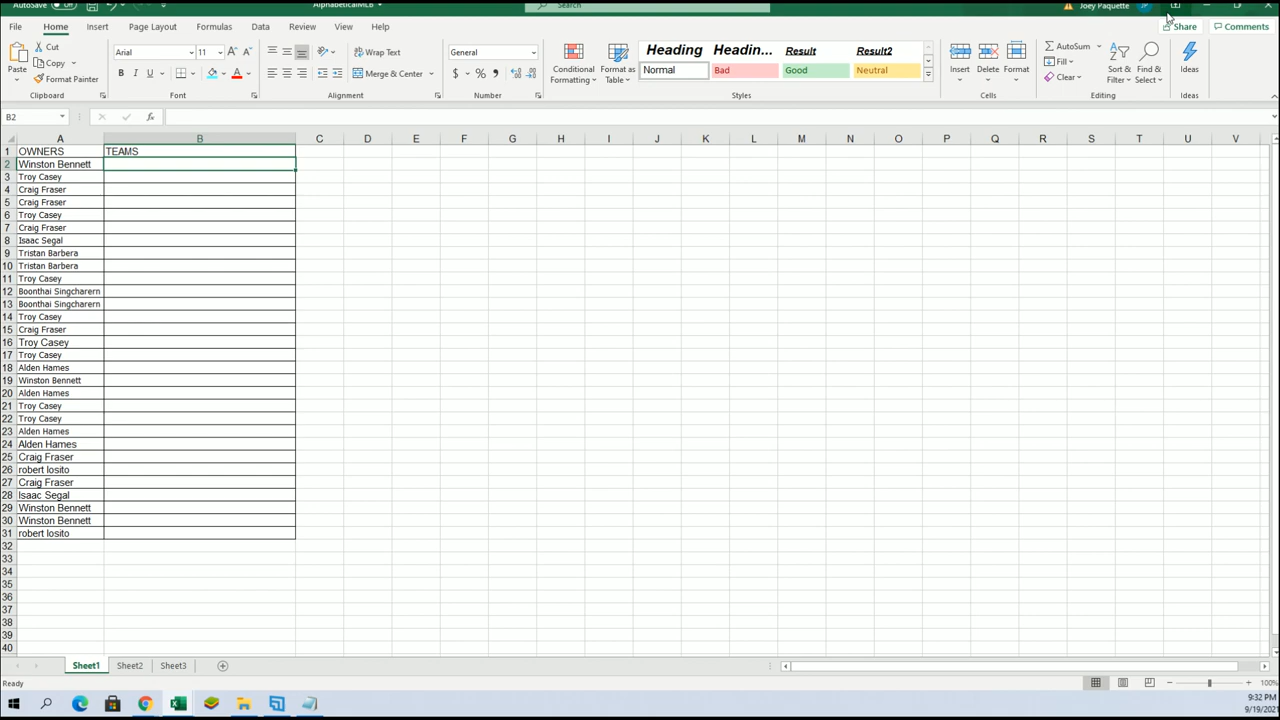 AutoSave Off AlphabeticalMLB Search Joey Paquette JP
File Home Insert Page Layout Formulas Data Review View Help Share Comments
Paste Cut Copy Format Painter Clipboard
Arial 11 B I U A Font
Wrap Text Merge & Center Alignment
General $ % Number
Conditional Formatting Format as Table
Heading Headin... Result Result2
Normal Bad Good Neutral Styles
Insert Delete Format Cells
AutoSum Fill Clear Sort & Filter Find & Select Editing
Ideas Ideas
B2 fx
A B C D E F G H I J K L M N O P Q R S T U V
1 OWNERS TEAMS
2 Winston Bennett
3 Troy Casey
4 Craig Fraser
5 Craig Fraser
6 Troy Casey
7 Craig Fraser
8 Isaac Segal
9 Tristan Barbera
10 Tristan Barbera
11 Troy Casey
12 Boonthai Singcharern
13 Boonthai Singcharern
14 Troy Casey
15 Craig Fraser
16 Troy Casey
17 Troy Casey
18 Alden Hames
19 Winston Bennett
20 Alden Hames
21 Troy Casey
22 Troy Casey
23 Alden Hames
24 Alden Hames
25 Craig Fraser
26 robert losito
27 Craig Fraser
28 Isaac Segal
29 Winston Bennett
30 Winston Bennett
31 robert losito
32
33
34
35
36
37
38
39
40
Sheet1 Sheet2 Sheet3
Ready 100%
9:32 PM
9/19/2021